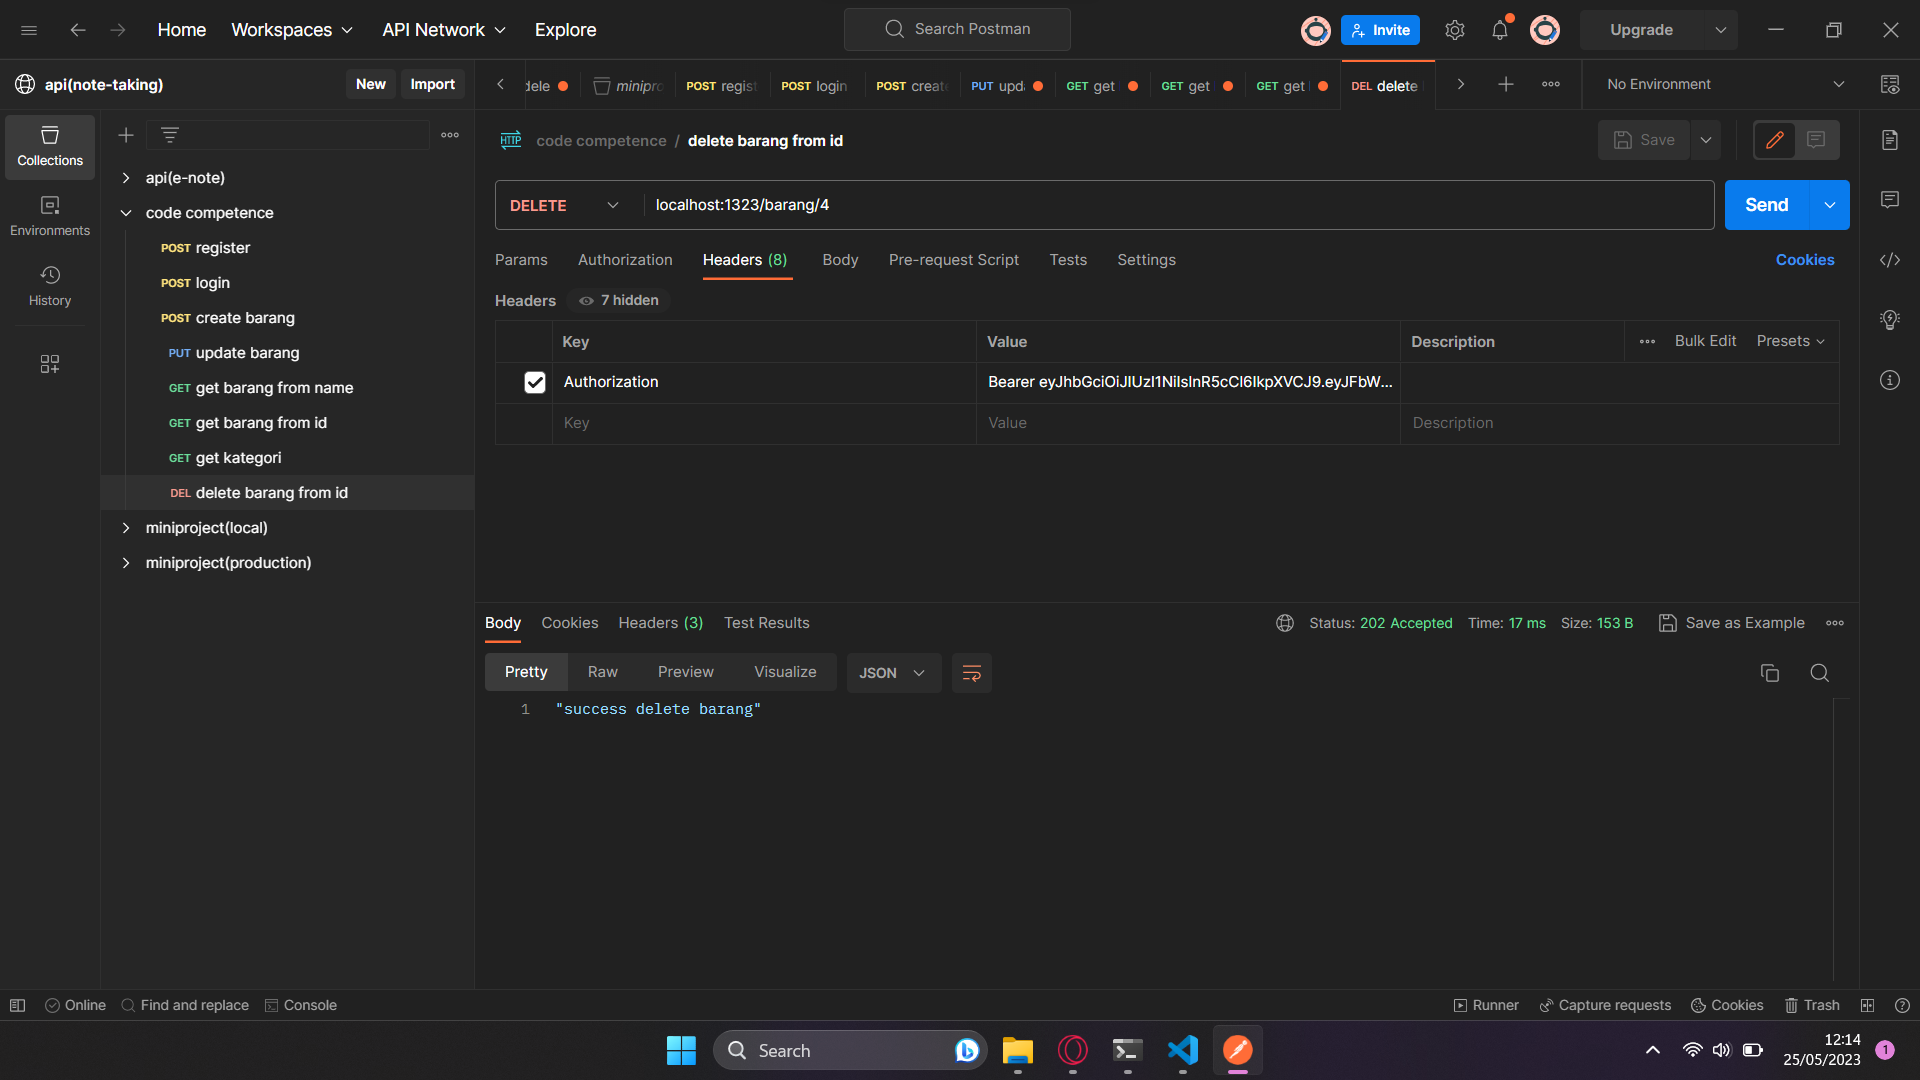 Home Workspaces API Network Explore Search Postman Invite Upgrade
api(note-taking) New Import dele minipro POST regist POST login POST create PUT upd GET get GET get GET get DEL delete No Environment
Collections
Environments
History
api(e-note)
code competence
POST register
POST login
POST create barang
PUT update barang
GET get barang from name
GET get barang from id
GET get kategori
DEL delete barang from id
miniproject(local)
miniproject(production)
HTTP code competence / delete barang from id Save
DELETE localhost:1323/barang/4 Send
Params Authorization Headers (8) Body Pre-request Script Tests Settings Cookies
Headers 7 hidden
Key Value Description Bulk Edit Presets
Authorization Bearer eyJhbGciOiJIUzI1NiIsInR5cCI6IkpXVCJ9.eyJFbW...
Key Value Description
Body Cookies Headers (3) Test Results Status: 202 Accepted Time: 17 ms Size: 153 B Save as Example
Pretty Raw Preview Visualize JSON
1 "success delete barang"
Online Find and replace Console Runner Capture requests Cookies Trash
Search 12:14
25/05/2023 1